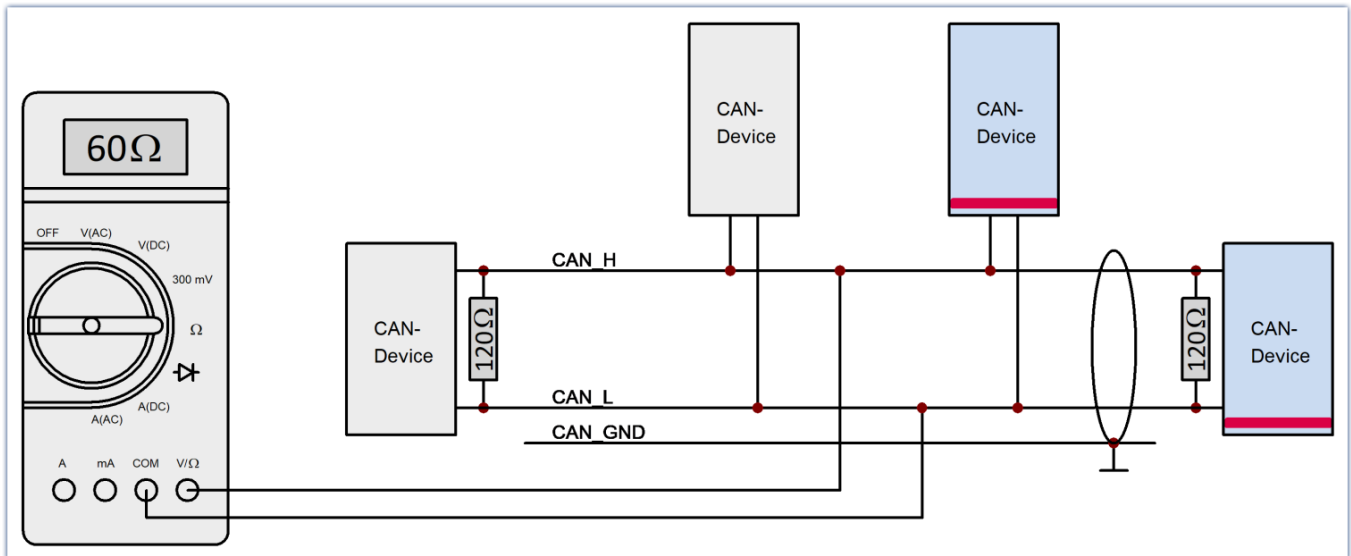 60Ω
OFF
V(AC)
V(DC)
300 mV
Ω
A(DC)
A(AC)
A
mA
COM
V/Ω
CAN-
Device
120Ω
CAN_H
CAN_L
CAN_GND
CAN-
Device
CAN-
Device
120Ω
CAN-
Device